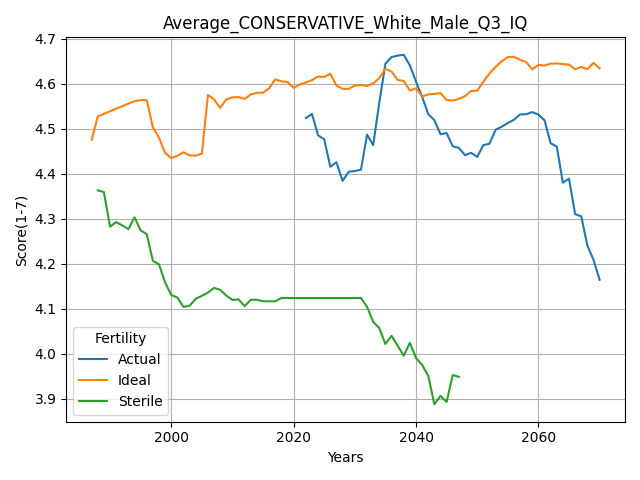 Average_CONSERVATIVE_White_Male_Q3_IQ
4.7
4.6
4.5
4.4
4.3
4.2
4.1
4.0
3.9
Score(1-7)
Fertility
Actual
Ideal
Sterile
2000
2020
2040
2060
Years